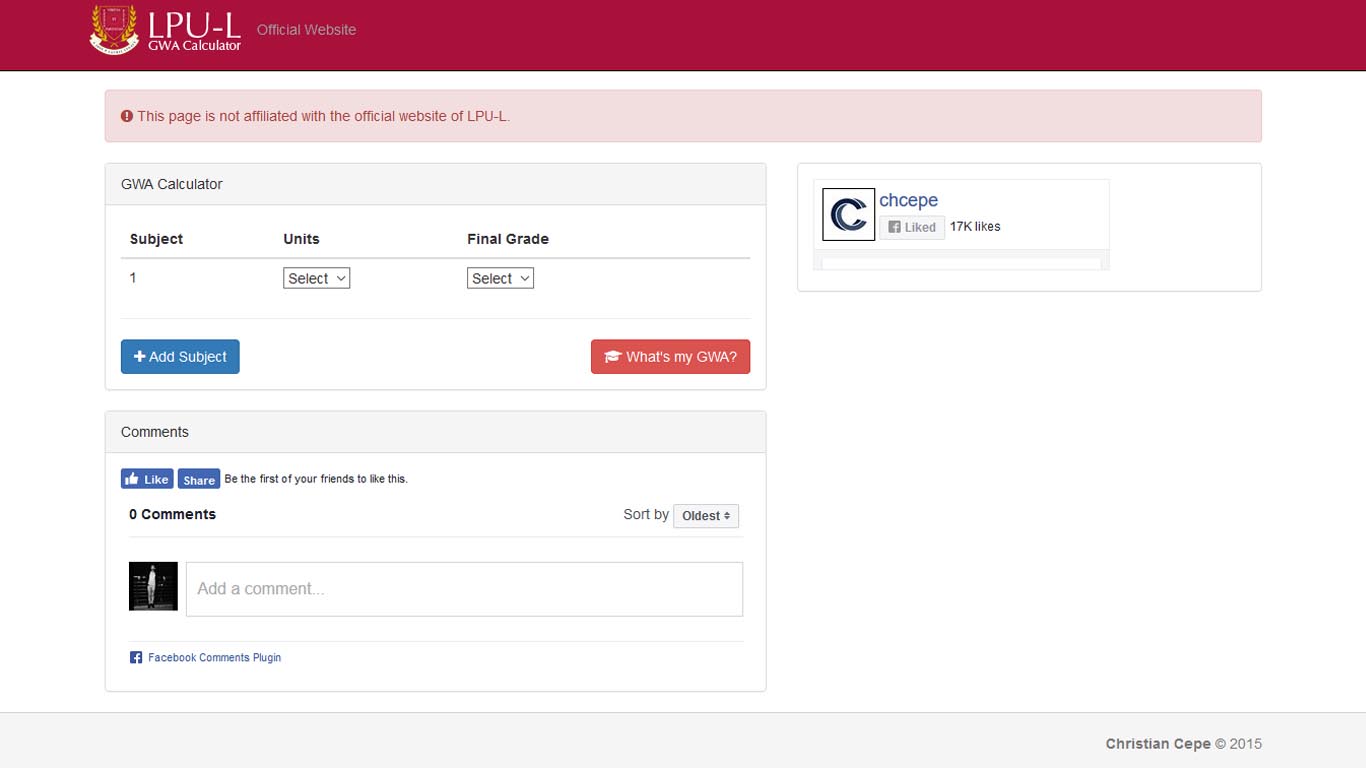 LPU-L
GWA Calculator
Official Website
This page is not affiliated with the official website of LPU-L.
GWA Calculator
Subject Units Final Grade
1 Select Select
Add Subject What's my GWA?
chcepe
Liked 17K likes
Comments
Like Share Be the first of your friends to like this.
0 Comments Sort by Oldest
Add a comment...
Facebook Comments Plugin
Christian Cepe © 2015